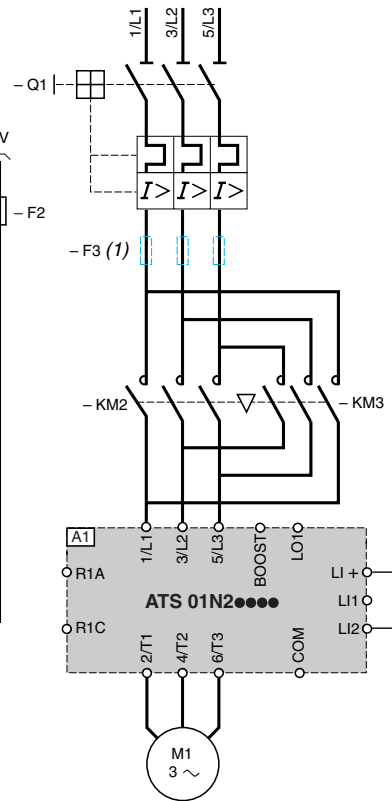 1/L1 3/L2 5/L3
– Q1
V
I> I> I>
– F2
– F3 (1)
– KM2
– KM3
A1
1/L1 3/L2 5/L3 BOOST LO1
R1A
LI +
ATS 01N2●●●●
LI1
R1C
LI2
2/T1 4/T2 6/T3 COM
M1
3 ~